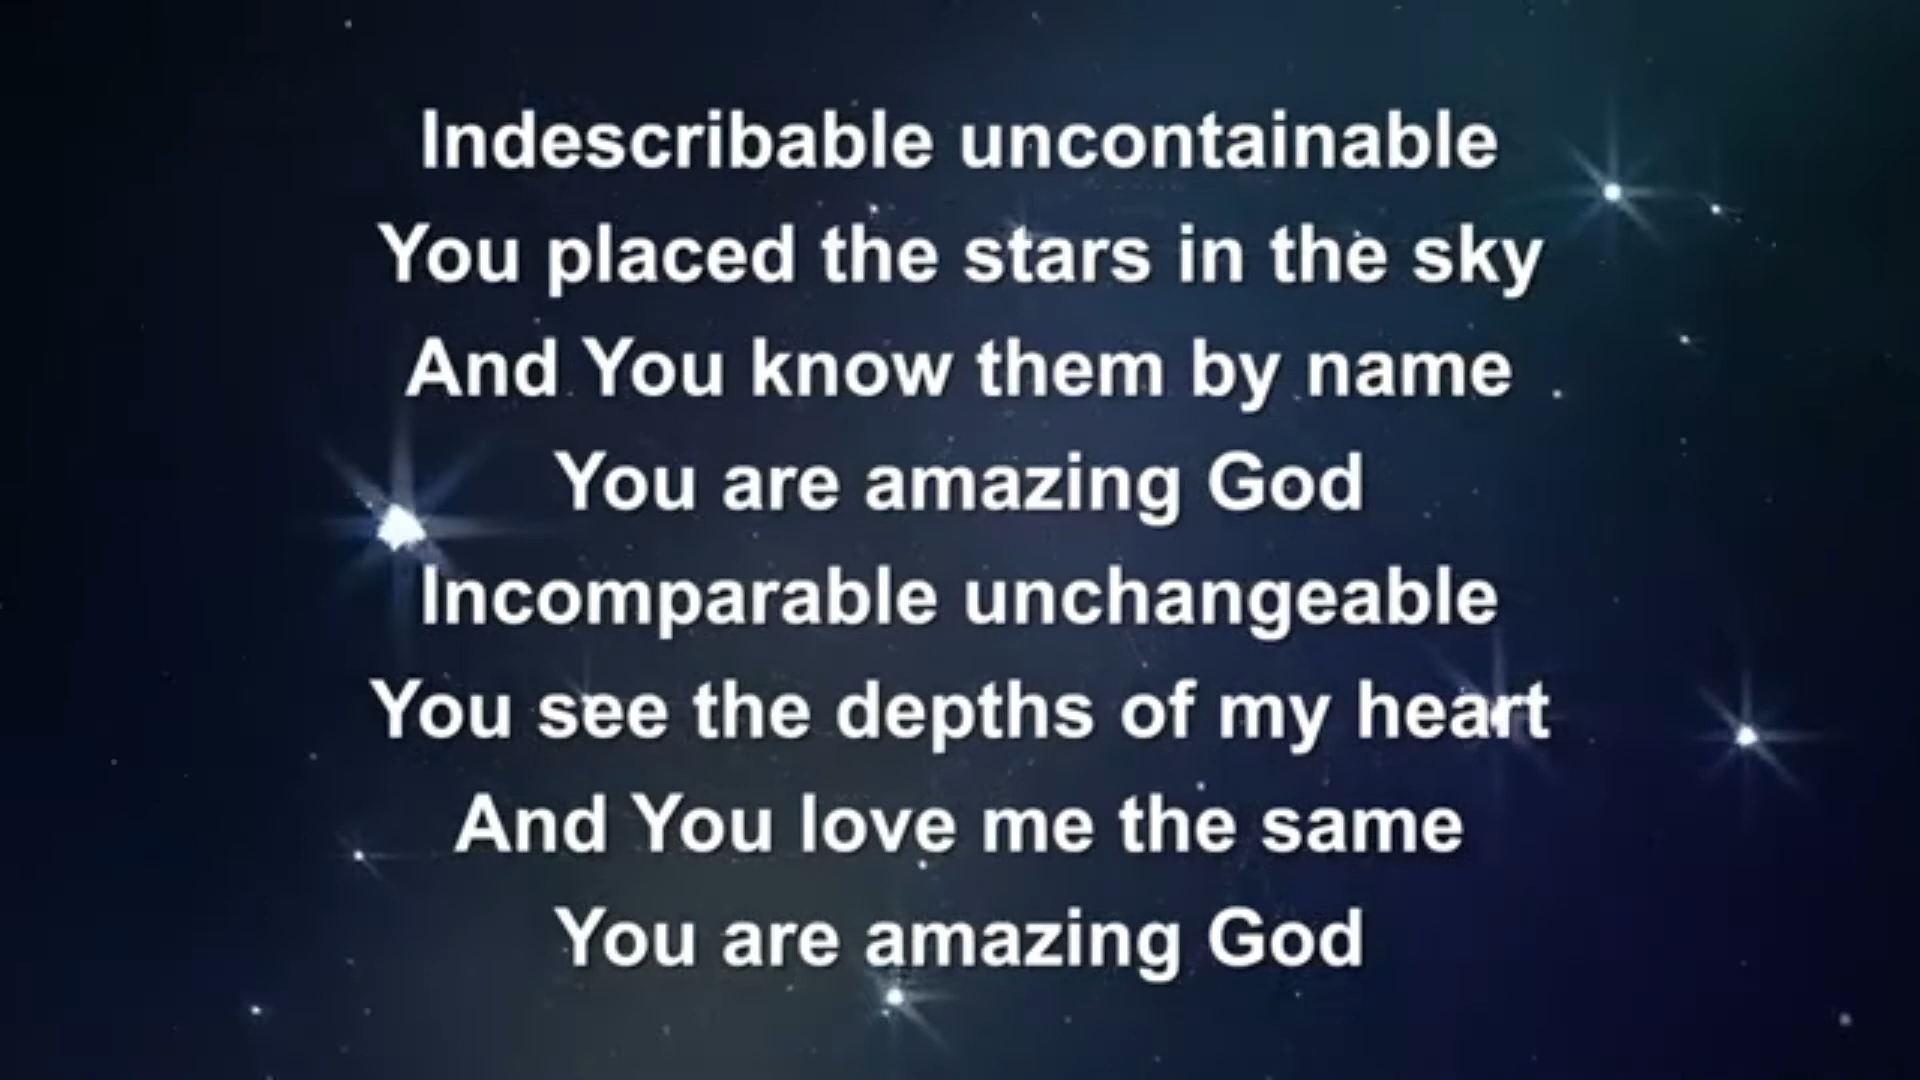 Indescribable uncontainable
You placed the stars in the sky
And You know them by name
You are amazing God
Incomparable unchangeable
You see the depths of my heart
And You love me the same
You are amazing God